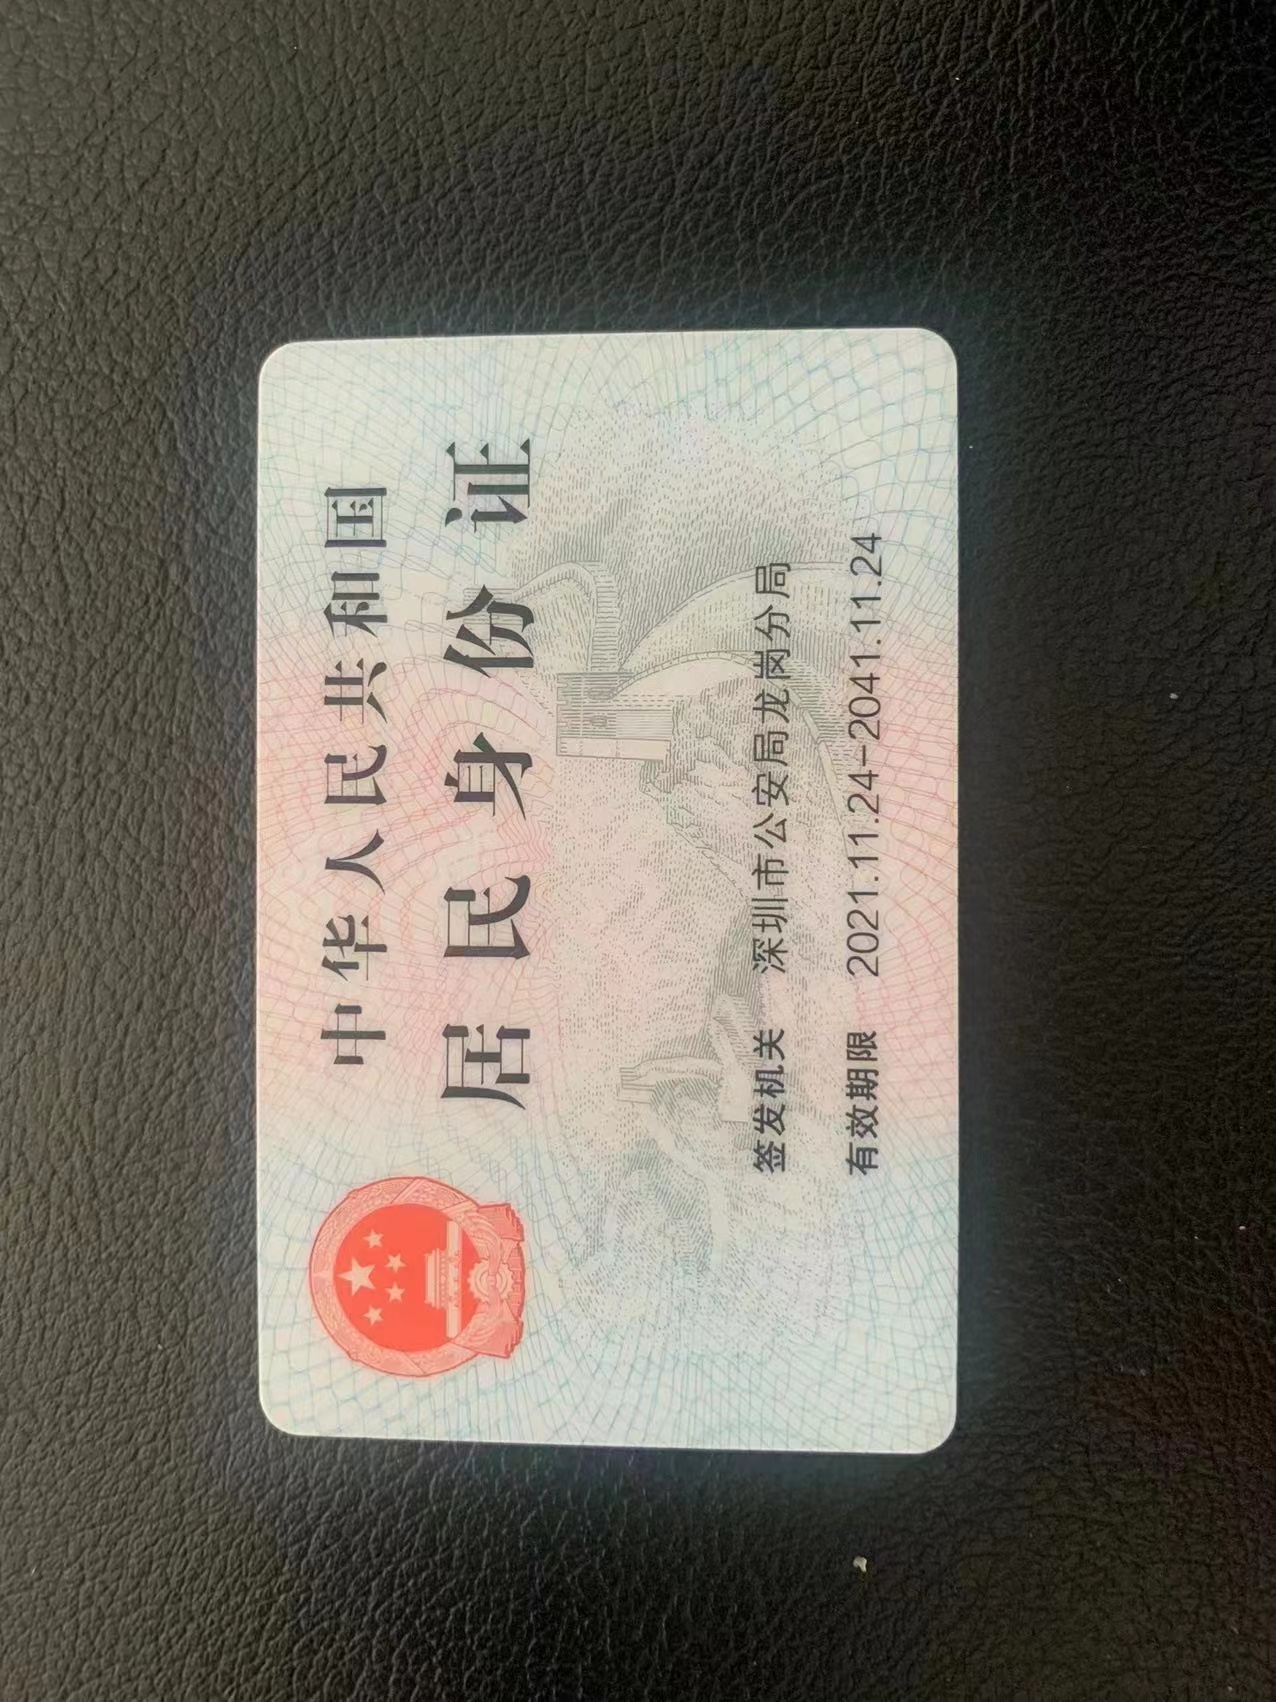 中华人民共和国
居民身份证
签发机关 深圳市公安局龙岗分局
有效期限 2021.11.24-2041.11.24